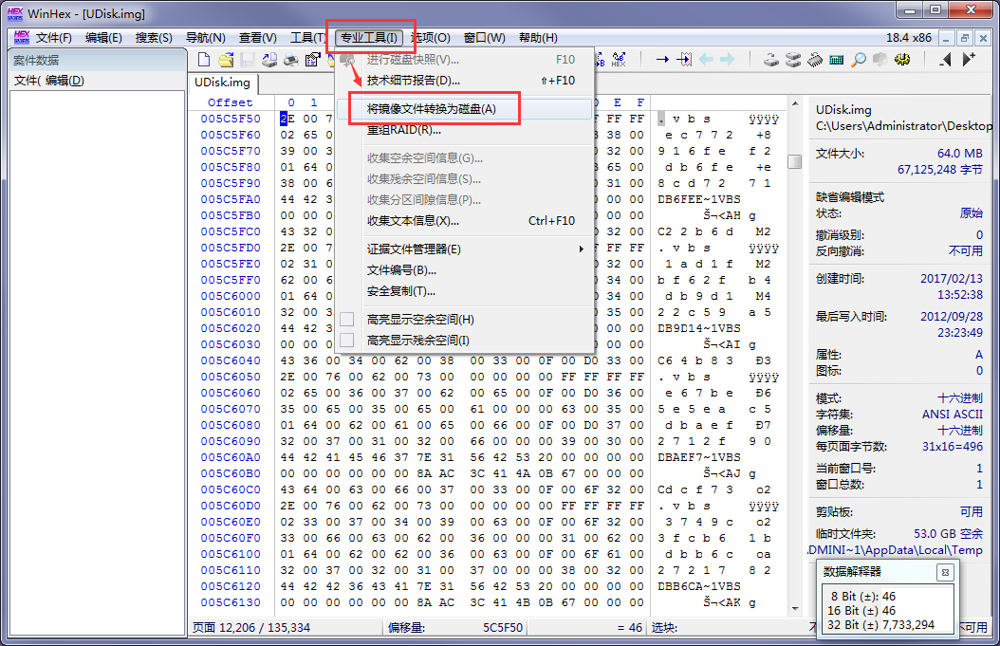 WinHex - [UDisk.img]
文件(F) 编辑(E) 搜索(S) 导航(N) 查看(V) 工具(T) 专业工具(I) 选项(O) 窗口(W) 帮助(H) 18.4 x86
案件数据
文件( 编辑(D)
UDisk.img
进行磁盘快照(V)... F10
技术细节报告(D)... ⇧+F10
将镜像文件转换为磁盘(A)
重组RAID(R)...
收集空余空间信息(G)...
收集残余空间信息(S)...
收集分区间隙信息(P)...
收集文本信息(X)... Ctrl+F10
证据文件管理器(E)
文件编号(B)...
安全复制(T)...
高亮显示空余空间(H)
高亮显示残余空间(I)
Offset 0 1 E F
005C5F50 2E 00 7 FF FF . v b s ÿÿÿÿ
005C5F60 02 65 0 38 00 e c 7 7 2 +8
005C5F70 39 00 3 32 00 9 1 6 f e f 2
005C5F80 01 64 0 65 00 d b 6 f e +e
005C5F90 38 00 6 31 00 8 c d 7 2 7 1
005C5FA0 44 42 3 00 00 DB6FEE~1VBS
005C5FB0 00 00 0 00 00 Š¬<AHg
005C5FC0 43 32 0 32 00 C 2 2 b 6 d M2
005C5FD0 2E 00 7 FF FF . v b s ÿÿÿÿ
005C5FE0 02 31 0 32 00 1 a d 1 f M2
005C5FF0 62 00 6 34 00 b f 6 2 f b 4
005C6000 01 64 0 34 00 d b 9 d 1 M4
005C6010 32 00 3 35 00 2 2 c 5 9 a 5
005C6020 44 42 3 00 00 DB9D14~1VBS
005C6030 00 00 0 00 00 Š¬<AIg
005C6040 43 36 00 34 00 62 00 38 00 33 00 0F 00 D0 33 00 C 6 4 b 8 3 Ð3
005C6050 2E 00 76 00 62 00 73 00 00 00 00 00 FF FF FF FF . v b s ÿÿÿÿ
005C6060 02 65 00 36 00 37 00 62 00 65 00 0F 00 D0 36 00 e 6 7 b e Ð6
005C6070 35 00 65 00 35 00 65 00 61 00 00 00 63 00 35 00 5 e 5 e a c 5
005C6080 01 64 00 62 00 61 00 65 00 66 00 0F 00 D0 37 00 d b a e f Ð7
005C6090 32 00 37 00 31 00 32 00 66 00 00 00 39 00 30 00 2 7 1 2 f 9 0
005C60A0 44 42 41 45 46 37 7E 31 56 42 53 20 00 00 00 00 DBAEF7~1VBS
005C60B0 00 00 00 00 00 00 8A AC 3C 41 4A 0B 67 00 00 00 Š¬<AJ g
005C60C0 43 64 00 63 00 66 00 37 00 33 00 0F 00 6F 32 00 C d c f 7 3 o2
005C60D0 2E 00 76 00 62 00 73 00 00 00 00 00 FF FF FF FF . v b s ÿÿÿÿ
005C60E0 02 33 00 37 00 34 00 39 00 63 00 0F 00 6F 32 00 3 7 4 9 c o2
005C60F0 33 00 66 00 63 00 62 00 36 00 00 00 31 00 62 00 3 f c b 6 1 b
005C6100 01 64 00 62 00 62 00 36 00 63 00 0F 00 6F 61 00 d b b 6 c oa
005C6110 32 00 37 00 32 00 31 00 37 00 00 00 38 00 32 00 2 7 2 1 7 8 2
005C6120 44 42 42 36 43 41 7E 31 56 42 53 20 00 00 00 00 DBB6CA~1VBS
005C6130 00 00 00 00 00 00 8A AC 3C 41 4B 0B 67 00 00 00 Š¬<AK g
UDisk.img
C:\Users\Administrator\Desktop
文件大小: 64.0 MB
67,125,248 字节
缺省编辑模式
状态: 原始
撤消级别: 0
反向撤消: 不可用
创建时间: 2017/02/13
13:52:38
最后写入时间: 2012/09/28
23:23:49
属性: A
图标: 0
模式: 十六进制
字符集: ANSI ASCII
偏移量: 十六进制
每页面字节数: 31x16=496
当前窗口号: 1
窗口总数: 1
剪贴板: 可用
临时文件夹: 53.0 GB 空余
DMINI~1\AppData\Local\Temp
数据解释器
8 Bit (±): 46
16 Bit (±): 46
32 Bit (±): 7,733,294
页面 12,206 / 135,334 偏移量: 5C5F50 = 46 选块: 不可用